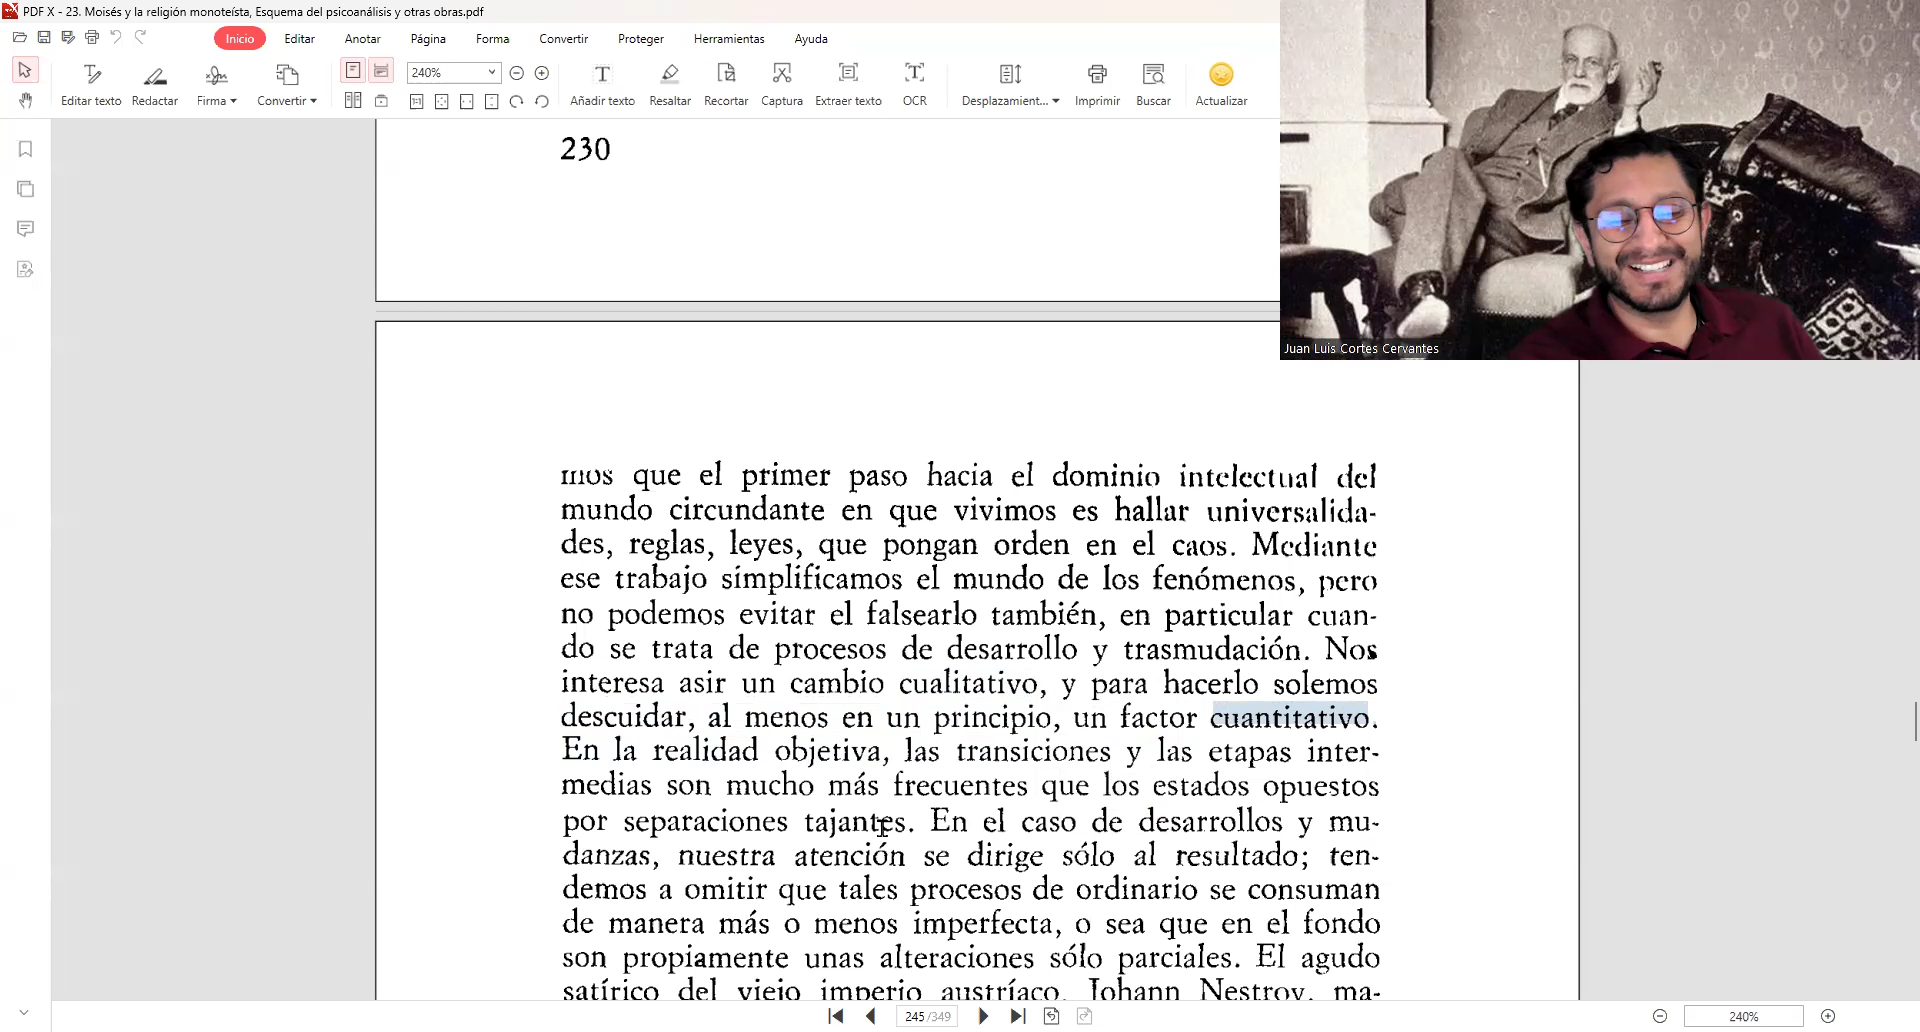 PDF X - 23. Moisés y la religión monoteísta, Esquema del psicoanálisis y otras obras.pdf
Inicio Editar Anotar Página Forma Convertir Proteger Herramientas Ayuda
240%
Editar texto Redactar Firma Convertir Añadir texto Resaltar Recortar Captura Extraer texto OCR Desplazamient... Imprimir Buscar Actualizar
Juan Luis Cortes Cervantes
230
mos que el primer paso hacia el dominio intelectual del
mundo circundante en que vivimos es hallar universalida-
des, reglas, leyes, que pongan orden en el caos. Mediante
ese trabajo simplificamos el mundo de los fenómenos, pero
no podemos evitar el falsearlo también, en particular cuan-
do se trata de procesos de desarrollo y trasmudación. Nos
interesa asir un cambio cualitativo, y para hacerlo solemos
descuidar, al menos en un principio, un factor cuantitativo.
En la realidad objetiva, las transiciones y las etapas inter-
medias son mucho más frecuentes que los estados opuestos
por separaciones tajantes. En el caso de desarrollos y mu-
danzas, nuestra atención se dirige sólo al resultado; ten-
demos a omitir que tales procesos de ordinario se consuman
de manera más o menos imperfecta, o sea que en el fondo
son propiamente unas alteraciones sólo parciales. El agudo
satírico del viejo imperio austríaco, Johann Nestroy, ma-
245 /349
240%